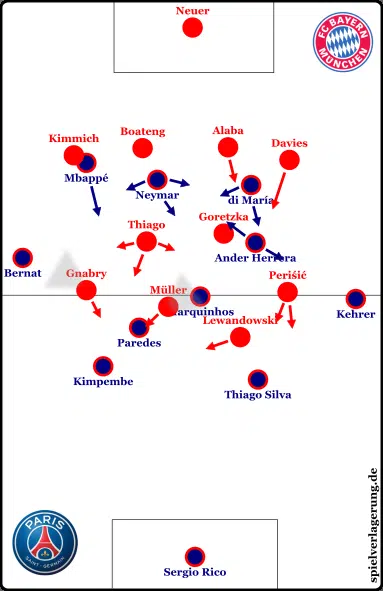 Neuer
FC BAYERN
MÜNCHEN
Boateng
Alaba
Kimmich
Davies
Mbappé
Neymar
di María
Goretzka
Thiago
Ander Herrera
Bernat
Gnabry
Perišić
Müller
arquinhos
Kehrer
Lewandowski
Paredes
Kimpembe
Thiago Silva
spielverlagerung.de
PARIS
SAINT-GERMAIN
Sergio Rico